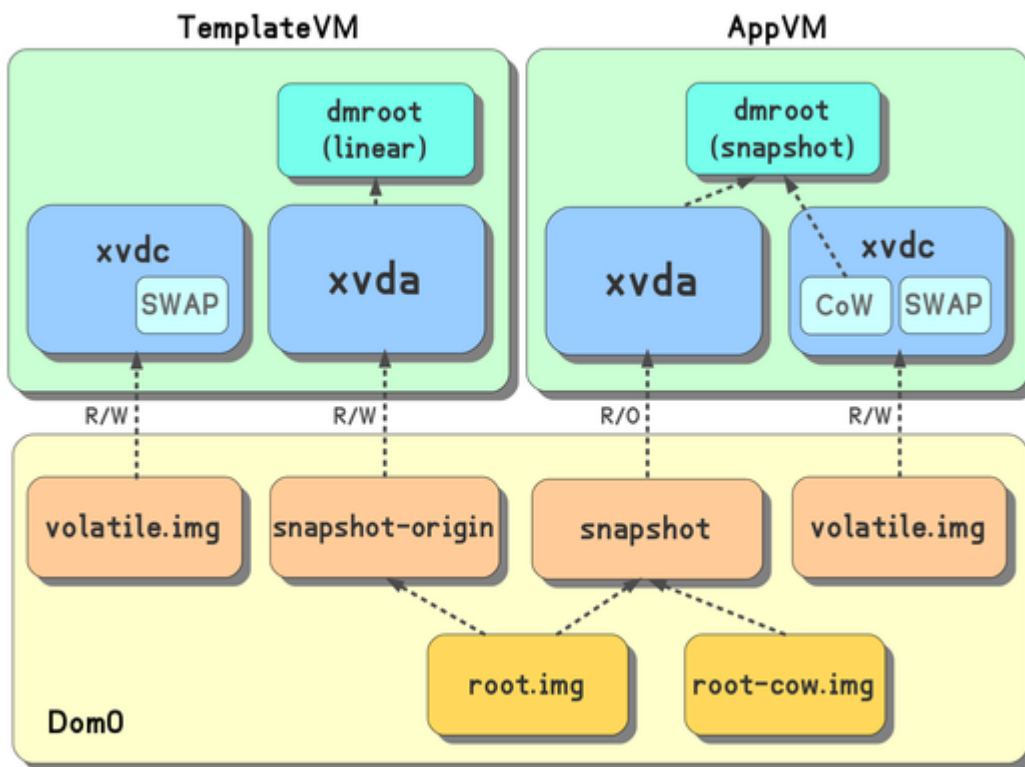 TemplateVM
AppVM
dmroot
(linear)
dmroot
(snapshot)
xvdc
SWAP
xvda
xvda
xvdc
CoW
SWAP
R/W
R/W
R/O
R/W
volatile.img
snapshot-origin
snapshot
volatile.img
root.img
root-cow.img
Dom0